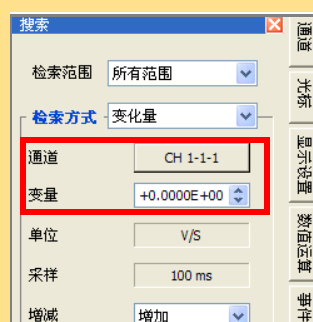 搜索
检索范围 所有范围
检索方式 变化量
通道 CH 1-1-1
变量 +0.0000E+00
单位 V/S
采样 100 ms
增减 增加
通道
光标
显示设置
数值运算
事件